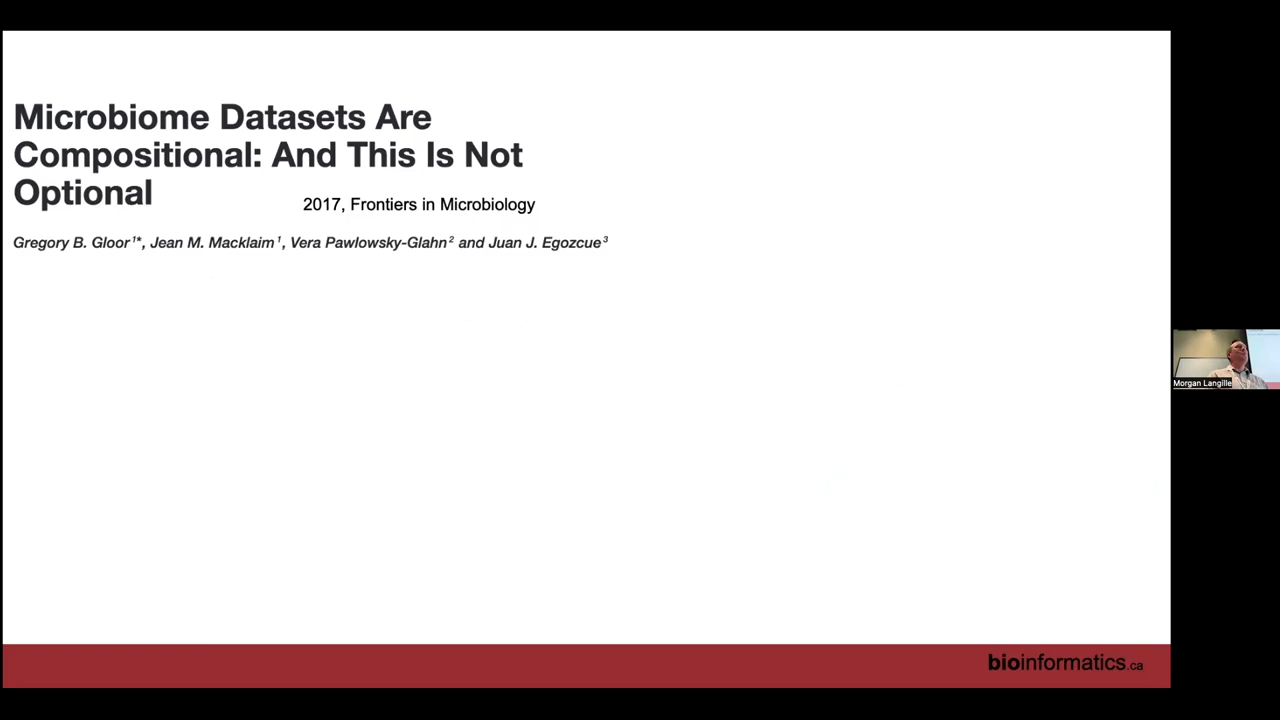 Microbiome Datasets Are
Compositional: And This Is Not
Optional
2017, Frontiers in Microbiology
Gregory B. Gloor1*, Jean M. Macklaim1, Vera Pawlowsky-Glahn2 and Juan J. Egozcue3
Morgan Langille
bioinformatics.ca